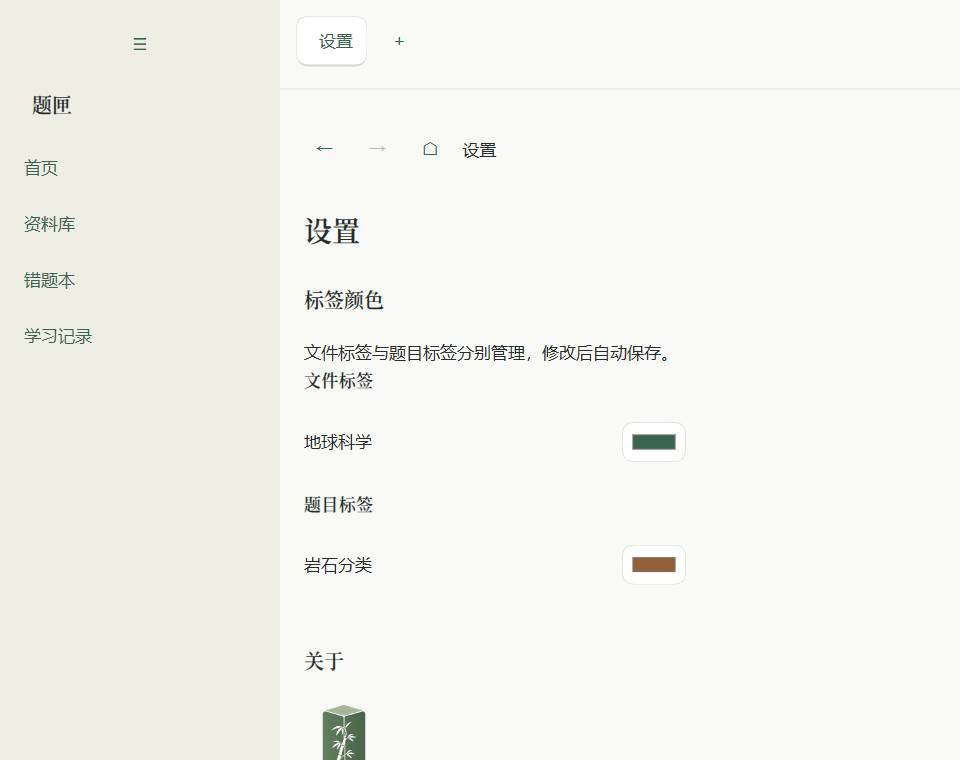 设置
+
题匣
首页
资料库
错题本
学习记录
← → 设置
设置
标签颜色
文件标签与题目标签分别管理，修改后自动保存。
文件标签
地球科学
题目标签
岩石分类
关于